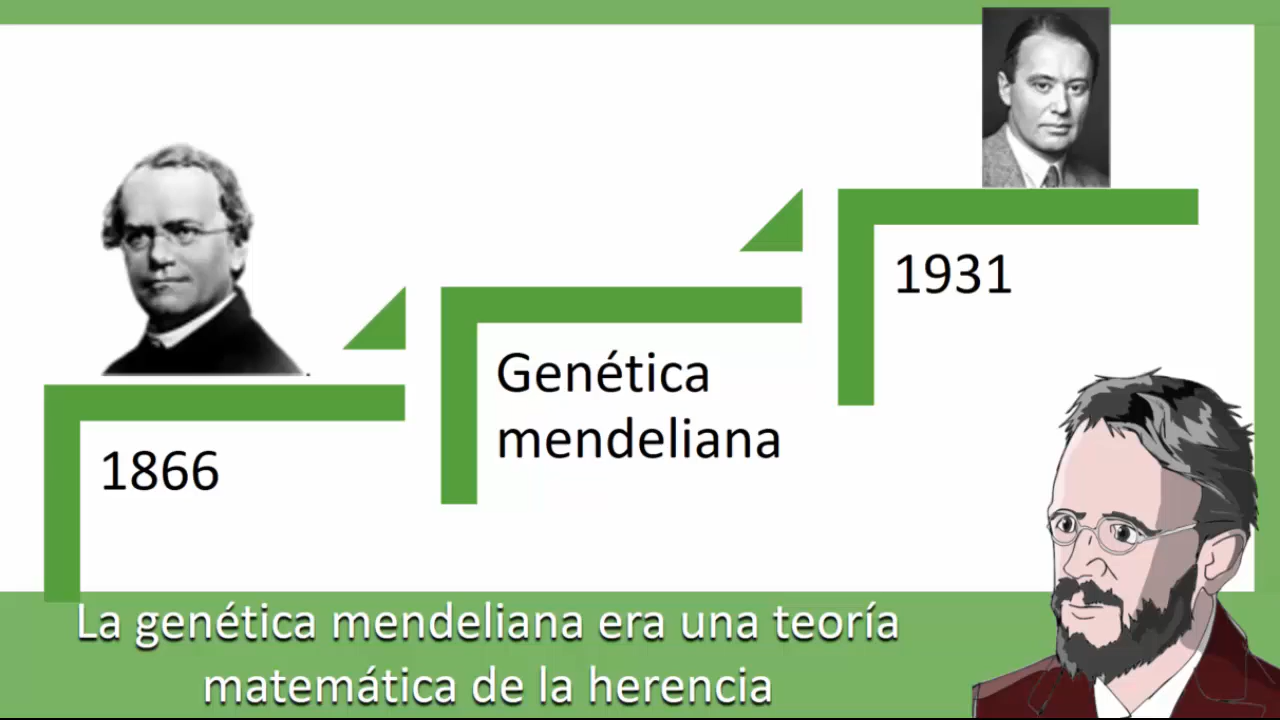 1866
Genética
mendeliana
1931
La genética mendeliana era una teoría
matemática de la herencia